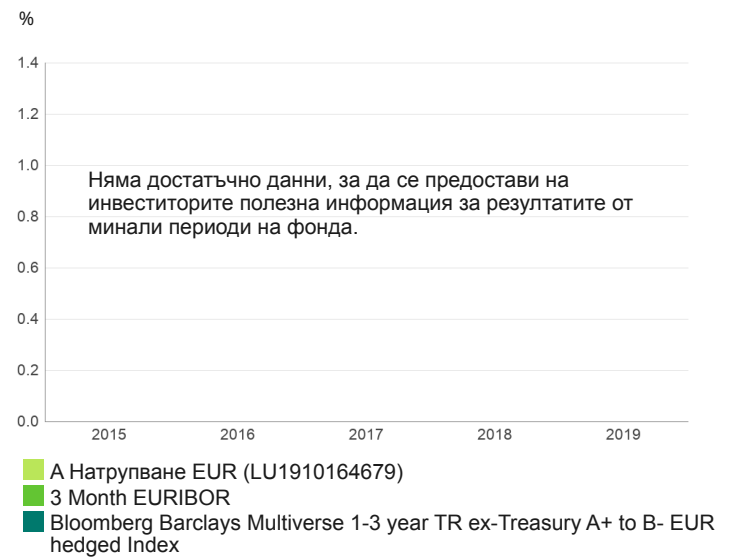 %
1.4
1.2
1.0
Няма достатъчно данни, за да се предостави на
инвеститорите полезна информация за резултатите от
0.8
минали периоди на фонда.
0.6
0.4
0.2
0.0
2015 2016 2017 2018 2019
А Натрупване EUR (LU1910164679)
3 Month EURIBOR
Bloomberg Barclays Multiverse 1-3 year TR ex-Treasury A+ to B- EUR
hedged Index